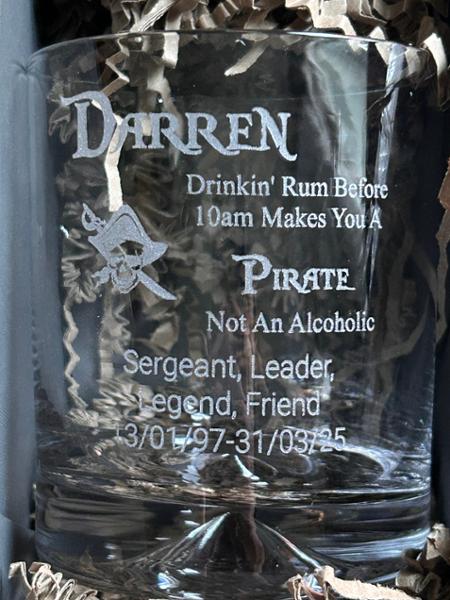 DARREN
Drinkin' Rum Before
10am Makes You A
PIRATE
Not An Alcoholic
Sergeant, Leader,
Legend, Friend
13/01/97-31/03/25